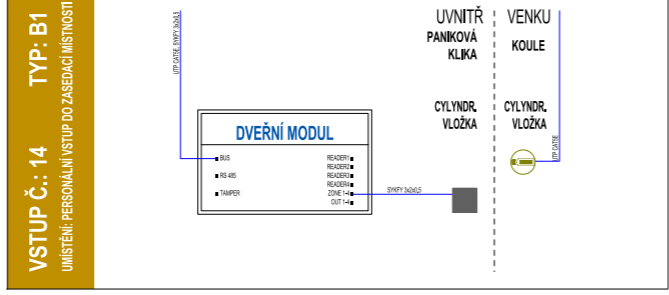 VSTUP Č.: 14 TYP: B1
UMÍSTĚNÍ: PERSONÁLNÍ VSTUP DO ZASEDACÍ MÍSTNOSTI
UTP CAT5E, SYKFY 3x2x0,5
UVNITŘ
VENKU
PANIKOVÁ
KLIKA
KOULE
CYLYNDR.
VLOŽKA
CYLYNDR.
VLOŽKA
UTP CAT5E
DVEŘNÍ MODUL
BUS
RS 485
TAMPER
READER1
READER2
READER3
READER4
ZONE 1-4
OUT 1-4
SYKFY 3x2x0,5